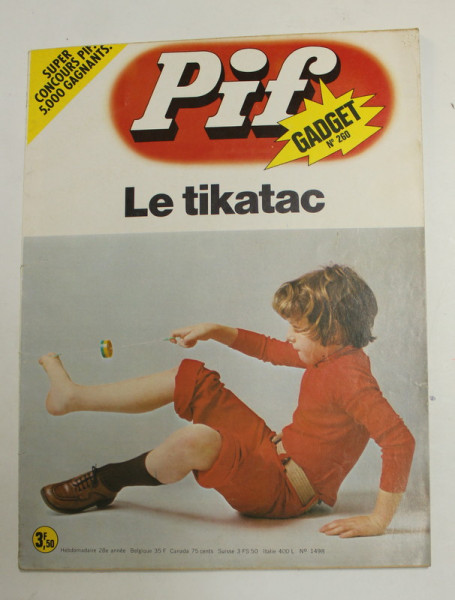 SUPER
CONCOURS PIF.
5.000 GAGNANTS.
Pif
GADGET
N° 260
Le tikatac
3F,50
Hebdomadaire 28e année Belgique 35 F Canada 75 cents Suisse 3 FS 50 Italie 400 L N° 1498